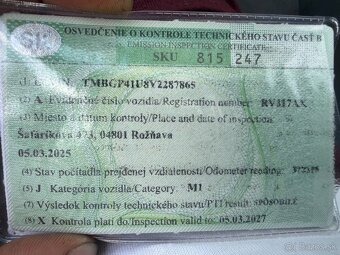 OSVEDČENIE O KONTROLE TECHNICKÉHO STAVU ČASŤ B
EMISSION INSPECTION CERTIFICATE
SKU 815 247
(1) TMBGP41U8V2287865
(2) A Evidenčné číslo vozidla/Registration number RV317AX
(3) Miesto a dátum kontroly/Place and date of inspection
Šafárikova 473, 04801 Rožňava
05.03.2025
(4) Stav počítadla prejdenej vzdialenosti/Odometer reading:
(5) J Kategória vozidla/Category M1
(7) Výsledok kontroly technického stavu/PTI result: SPÔSOBILÉ
(8) X Kontrola platí do/Inspection valid to: 05.03.2027